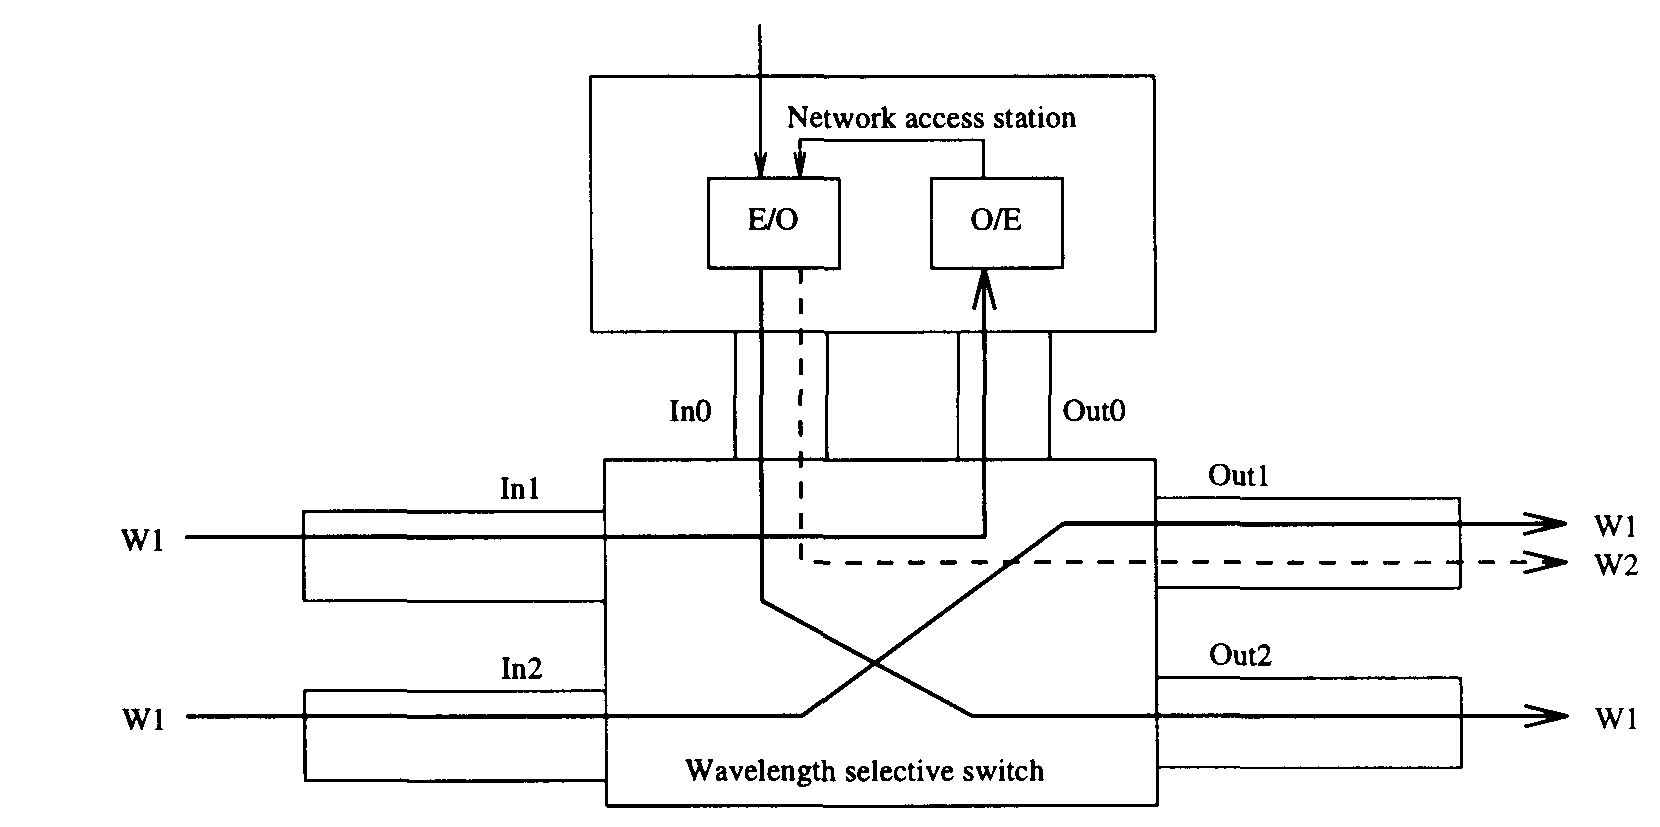 Network access station
E/O
O/E
In0
Out0
In1
Out1
W1
W1
W2
In2
Out2
W1
W1
Wavelength selective switch